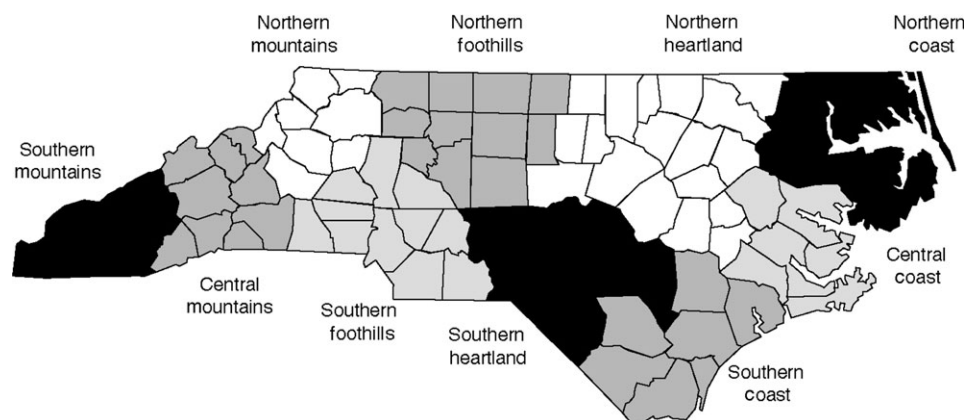 Northern
mountains
Northern
foothills
Northern
heartland
Northern
coast
Southern
mountains
Central
mountains
Southern
foothills
Southern
heartland
Southern
coast
Central
coast